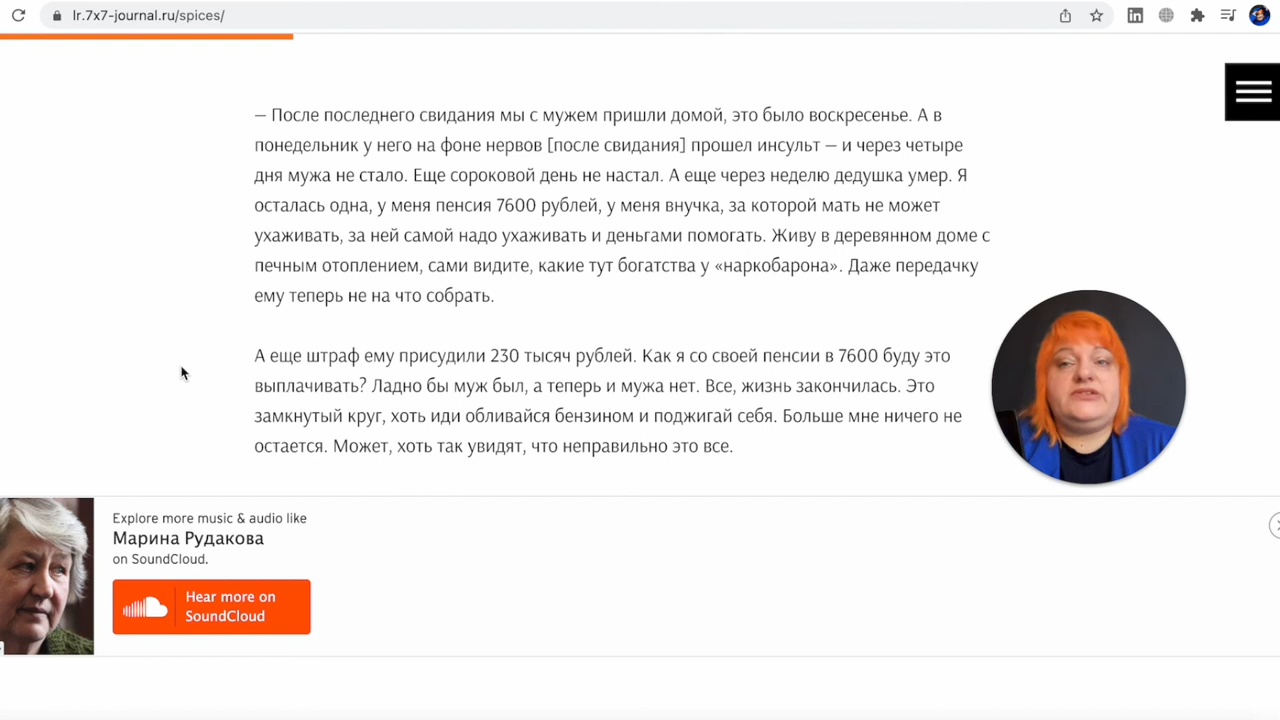 lr.7x7-journal.ru/spices/
— После последнего свидания мы с мужем пришли домой, это было воскресенье. А в
понедельник у него на фоне нервов [после свидания] прошел инсульт — и через четыре
дня мужа не стало. Еще сороковой день не настал. А еще через неделю дедушка умер. Я
осталась одна, у меня пенсия 7600 рублей, у меня внучка, за которой мать не может
ухаживать, за ней самой надо ухаживать и деньгами помогать. Живу в деревянном доме с
печным отоплением, сами видите, какие тут богатства у «наркобарона». Даже передачку
ему теперь не на что собрать.
А еще штраф ему присудили 230 тысяч рублей. Как я со своей пенсии в 7600 буду это
выплачивать? Ладно бы муж был, а теперь и мужа нет. Все, жизнь закончилась. Это
замкнутый круг, хоть иди обливайся бензином и поджигай себя. Больше мне ничего не
остается. Может, хоть так увидят, что неправильно это все.
Explore more music & audio like
Марина Рудакова
on SoundCloud.
Hear more on
SoundCloud